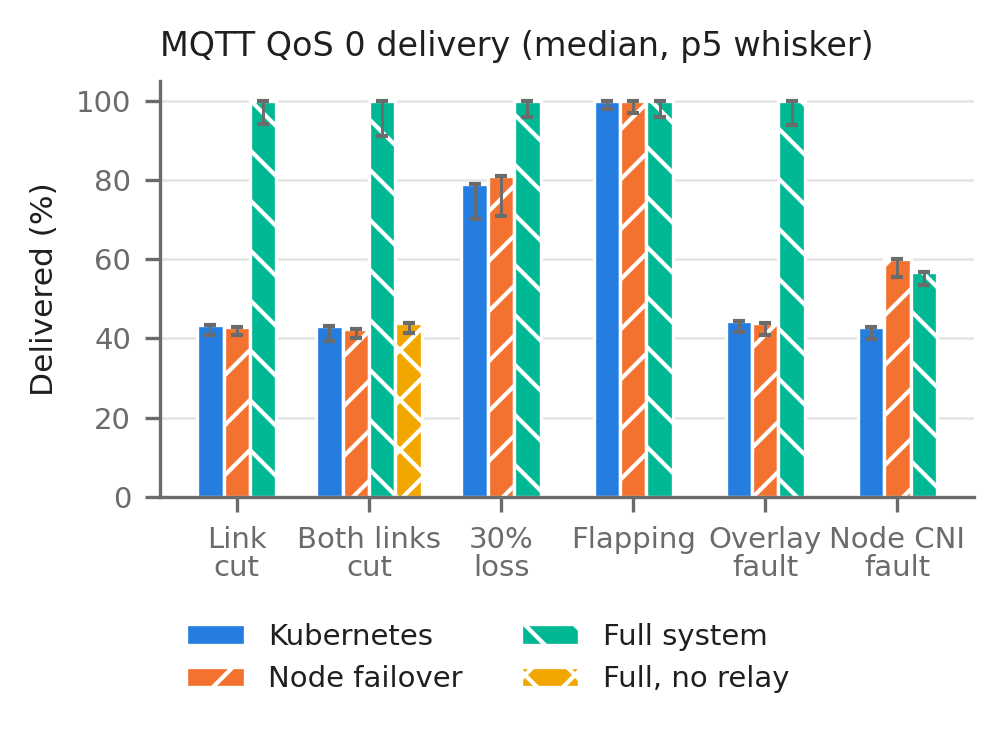 MQTT QoS 0 delivery (median, p5 whisker)
Delivered (%)
100
80
60
40
20
0
Link cut
Both links cut
30% loss
Flapping
Overlay fault
Node CNI fault
Kubernetes
Node failover
Full system
Full, no relay